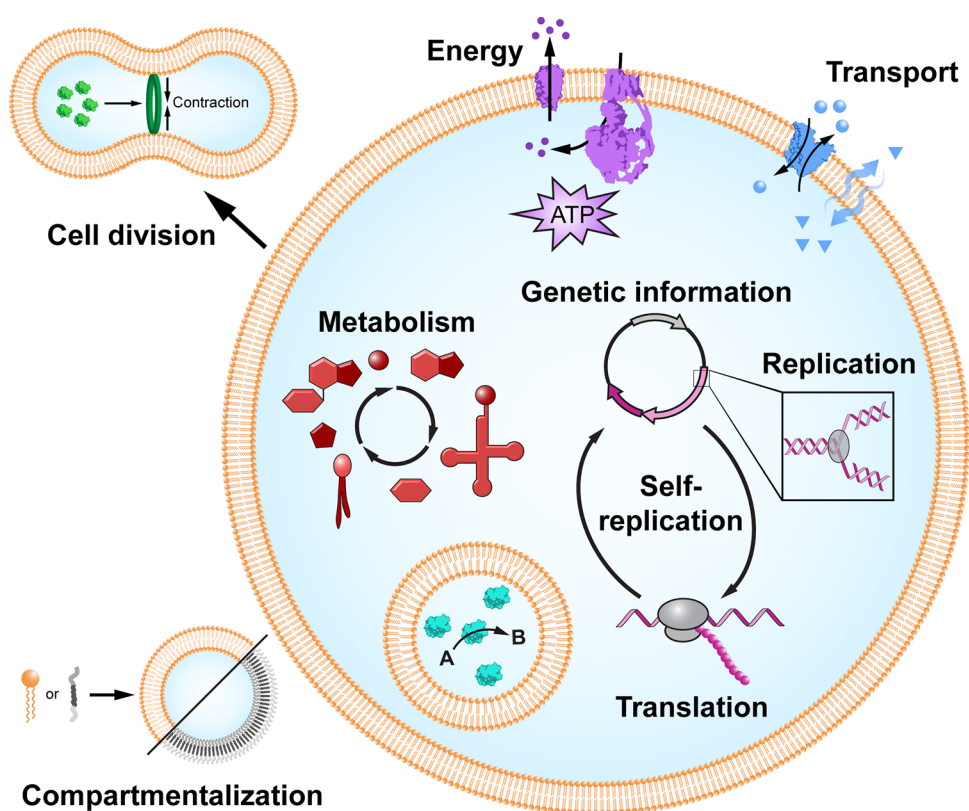 Energy
Transport
Contraction
ATP
Cell division
Genetic information
Metabolism
Replication
Self-
replication
A
B
or
Translation
Compartmentalization